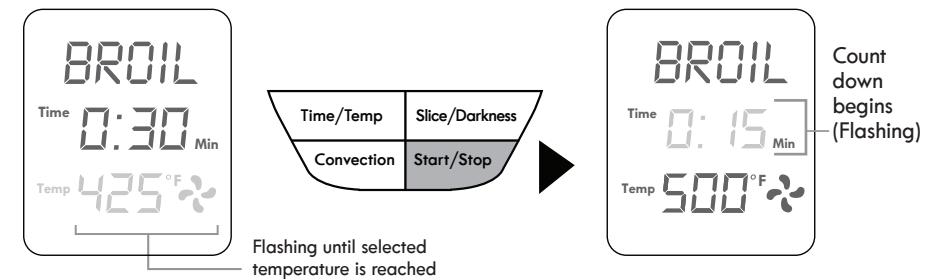 BROIL
Time 0:30 Min
Temp 425°F
Flashing until selected
temperature is reached
Time/Temp Slice/Darkness
Convection Start/Stop
BROIL
Time 0:15 Min
Temp 500°F
Count
down
begins
(Flashing)